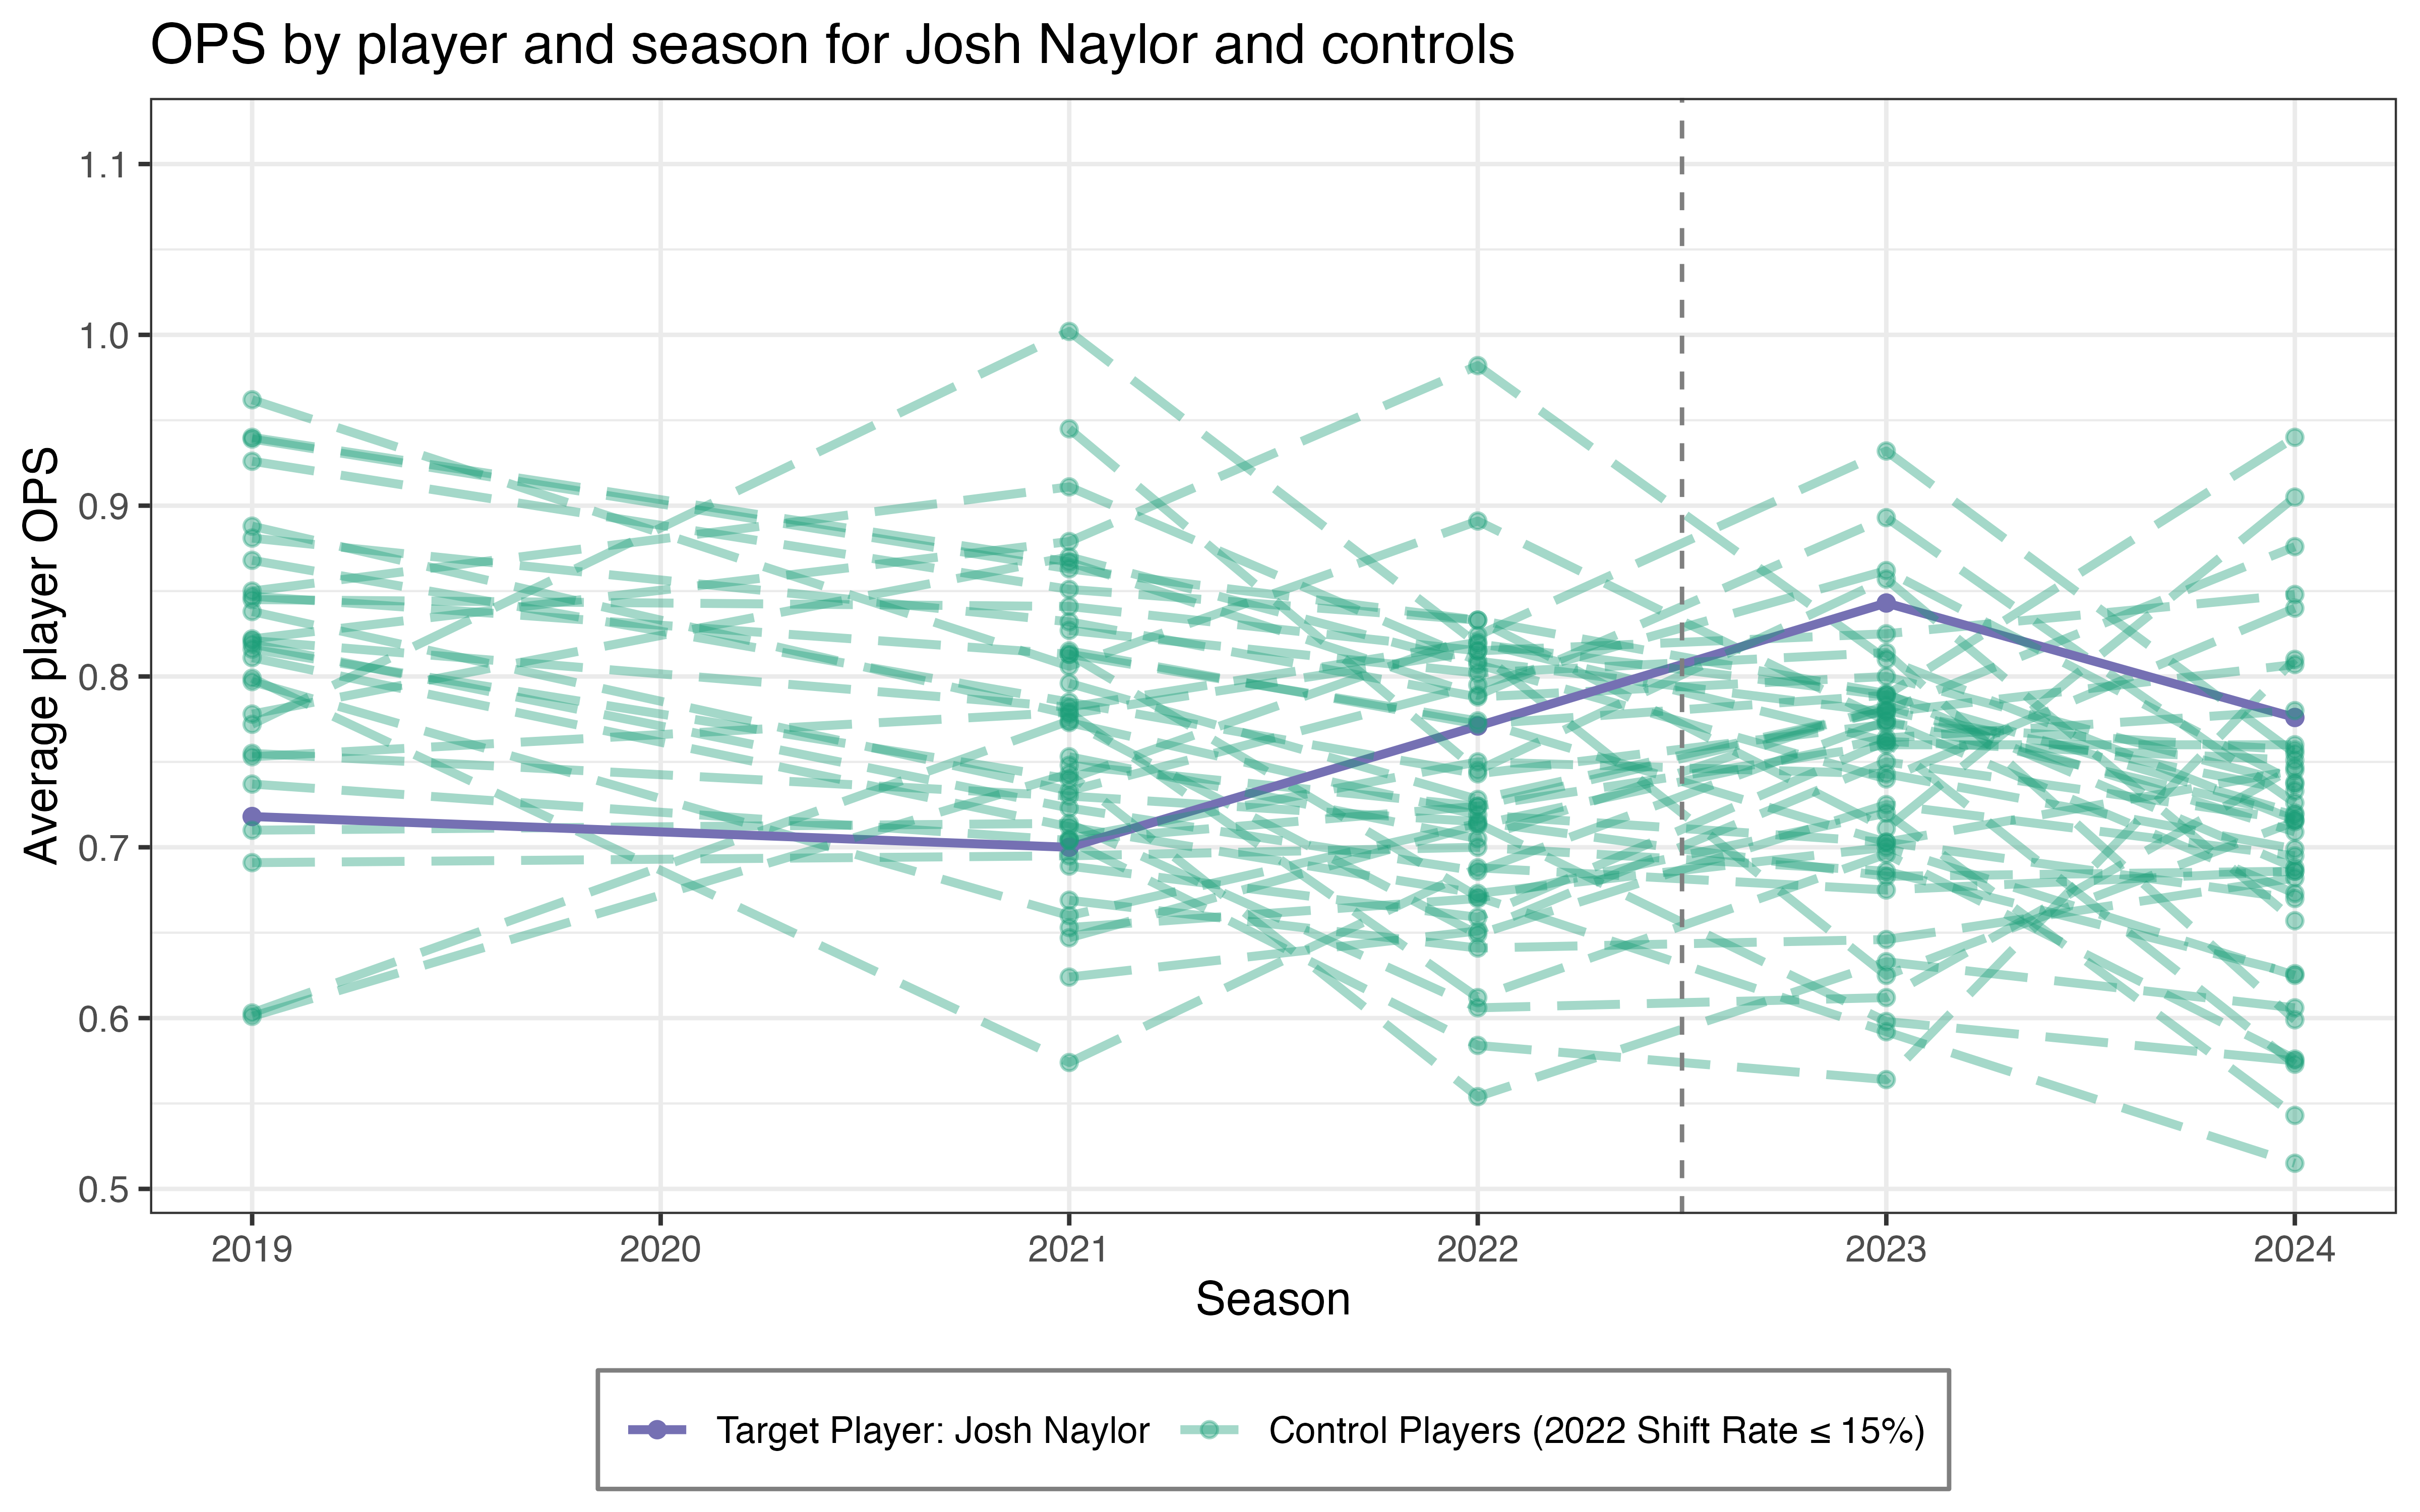 OPS by player and season for Josh Naylor and controls
Average player OPS
1.1
1.0
0.9
0.8
0.7
0.6
0.5
2019 2020 2021 2022 2023 2024
Season
Target Player: Josh Naylor Control Players (2022 Shift Rate ≤ 15%)